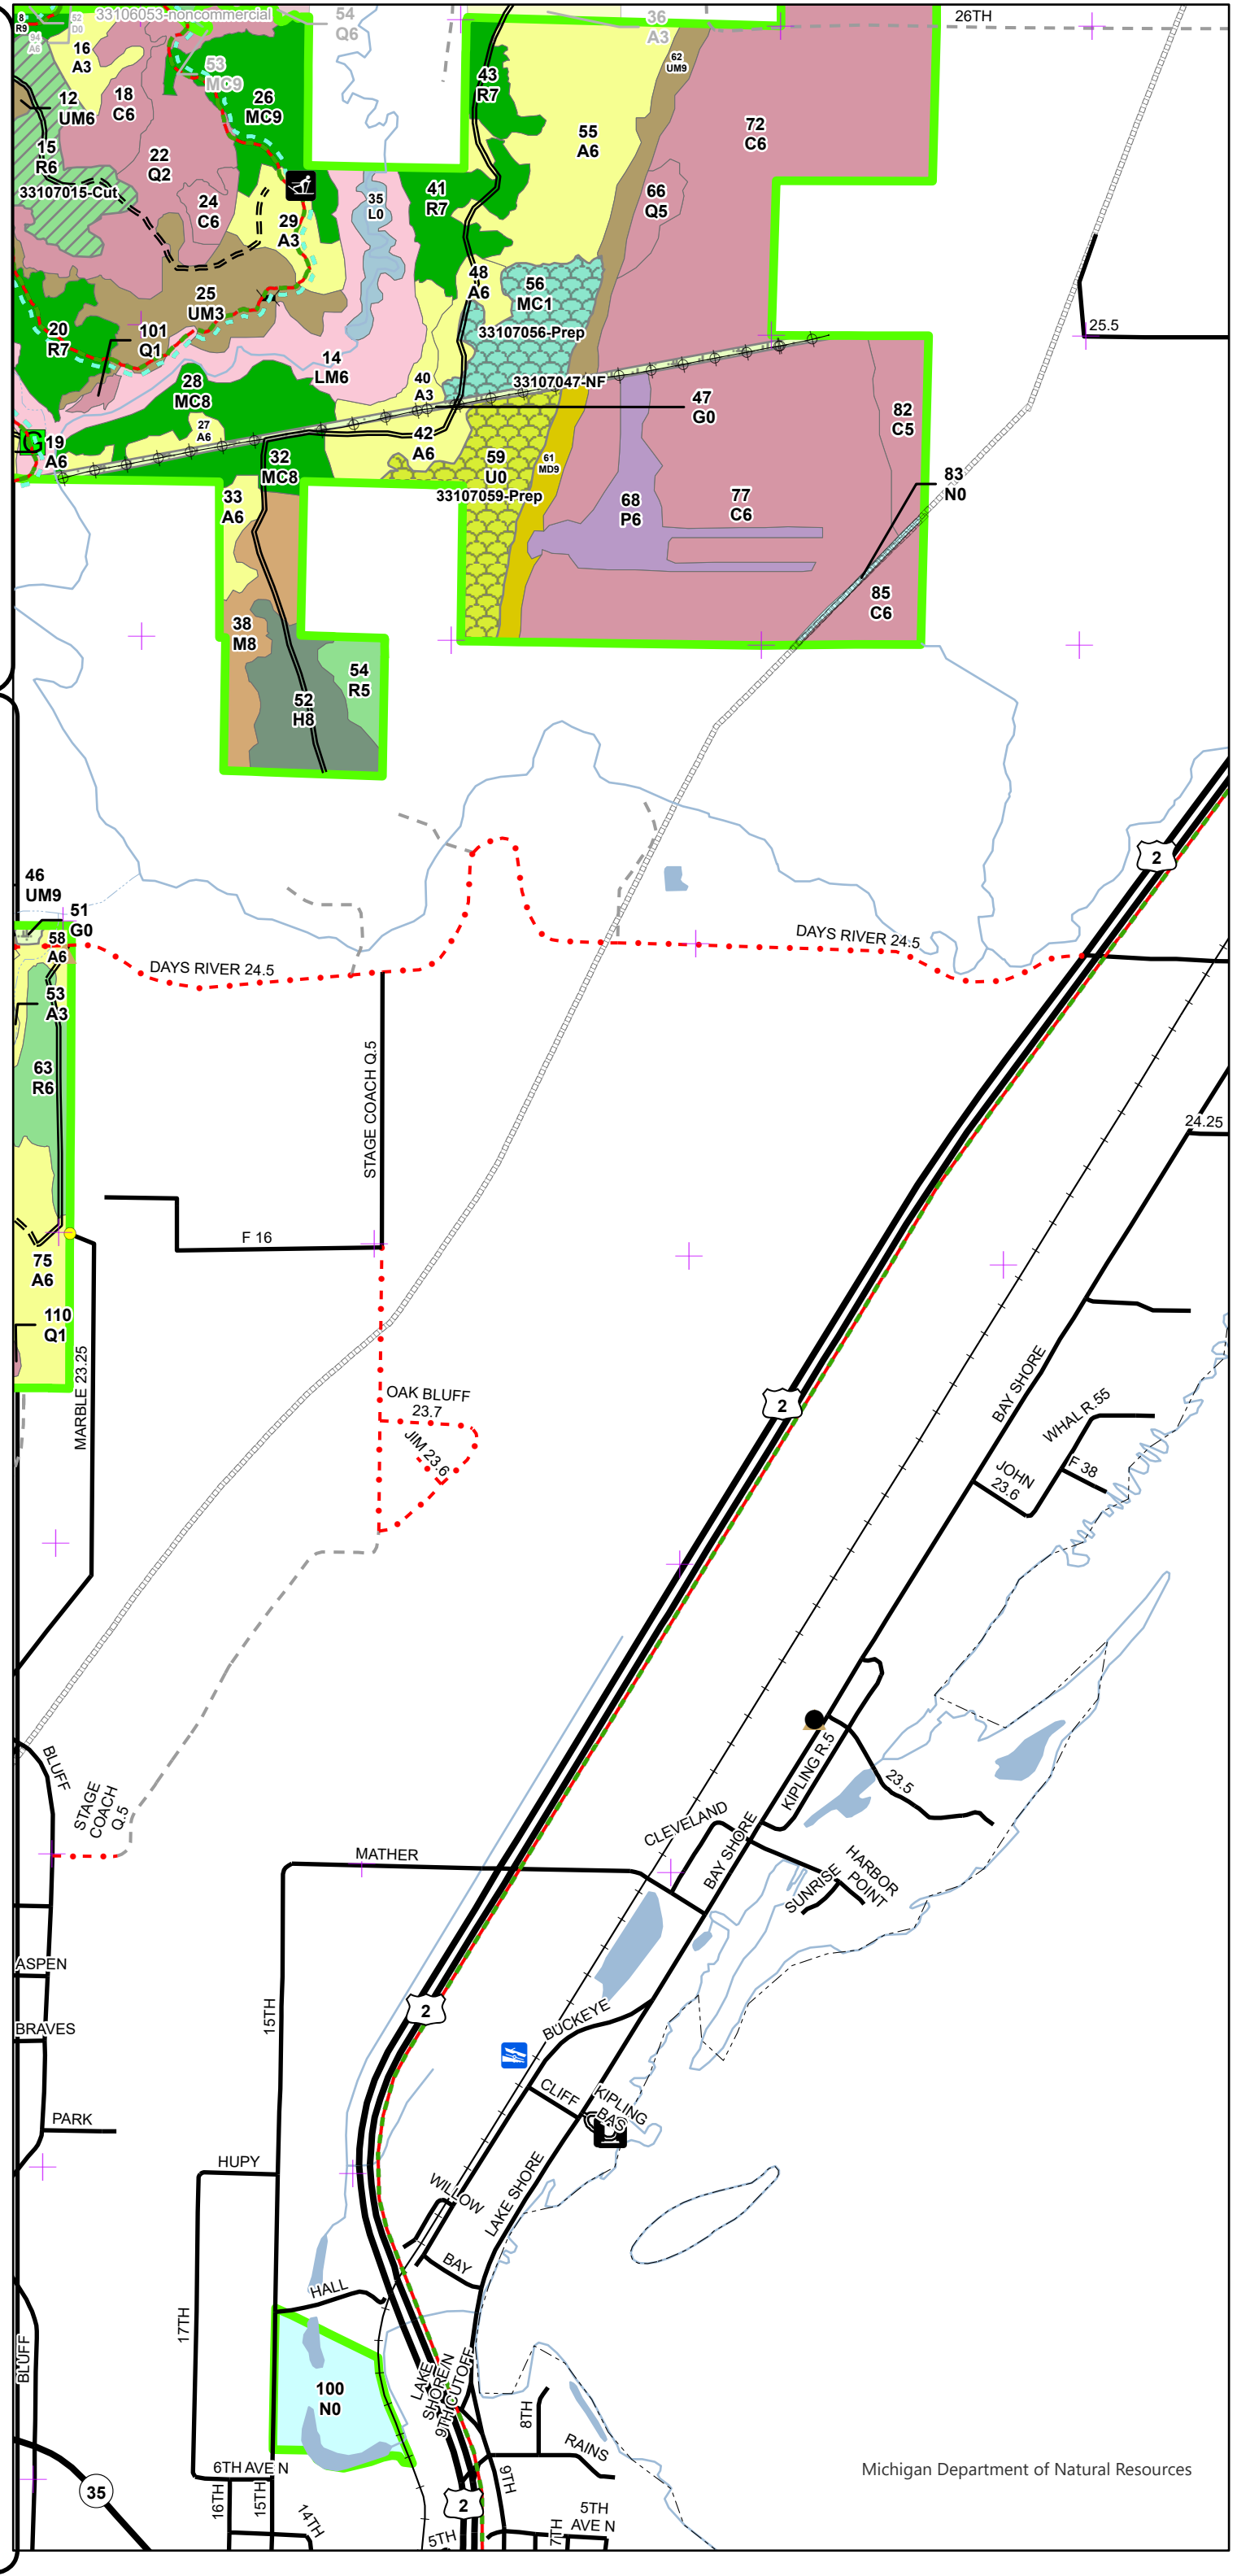 33106053-noncommercial
54
Q6
36
A3
26TH
8
R9
52
D0
94
A6
16
A3
53
MC9
43
R7
62
UM9
12
UM6
18
C6
26
MC9
55
A6
72
C6
15
R6
22
Q2
33107015-Cut
24
C6
35
L0
41
R7
66
Q5
29
A3
48
A6
56
MC1
25
UM3
33107056-Prep
25.5
20
R7
101
Q1
14
LM6
28
MC8
40
A3
33107047-NF
47
G0
82
C5
27
A6
G
19
A6
42
A6
32
MC8
59
U0
61
MD9
33107059-Prep
83
N0
33
A6
68
P6
77
C6
85
C6
38
M8
54
R5
52
H8
2
46
UM9
51
G0
58
A6
DAYS RIVER 24.5
DAYS RIVER 24.5
53
A3
63
R6
STAGE COACH Q.5
24.25
F 16
75
A6
110
Q1
MARBLE 23.25
OAK BLUFF
23.7
JIM 23.6
2
BAY SHORE
WHAL R.55
F 38
JOHN
23.6
BLUFF
STAGE
COACH
Q.5
KIPLING R.5
23.5
CLEVELAND
BAY SHORE
MATHER
HARBOR
POINT
SUNRISE
ASPEN
BRAVES
15TH
2
BUCKEYE
CLIFF
KIPLING
BAS
PARK
HUPY
WILLOW
LAKE SHORE
BAY
HALL
17TH
BLUFF
100
N0
LAKE
SHORE/N
9TH CUTOFF
8TH
RAINS
6TH AVE N
9TH
35
16TH
15TH
14TH
2
5TH
7TH
5TH
AVE N
Michigan Department of Natural Resources